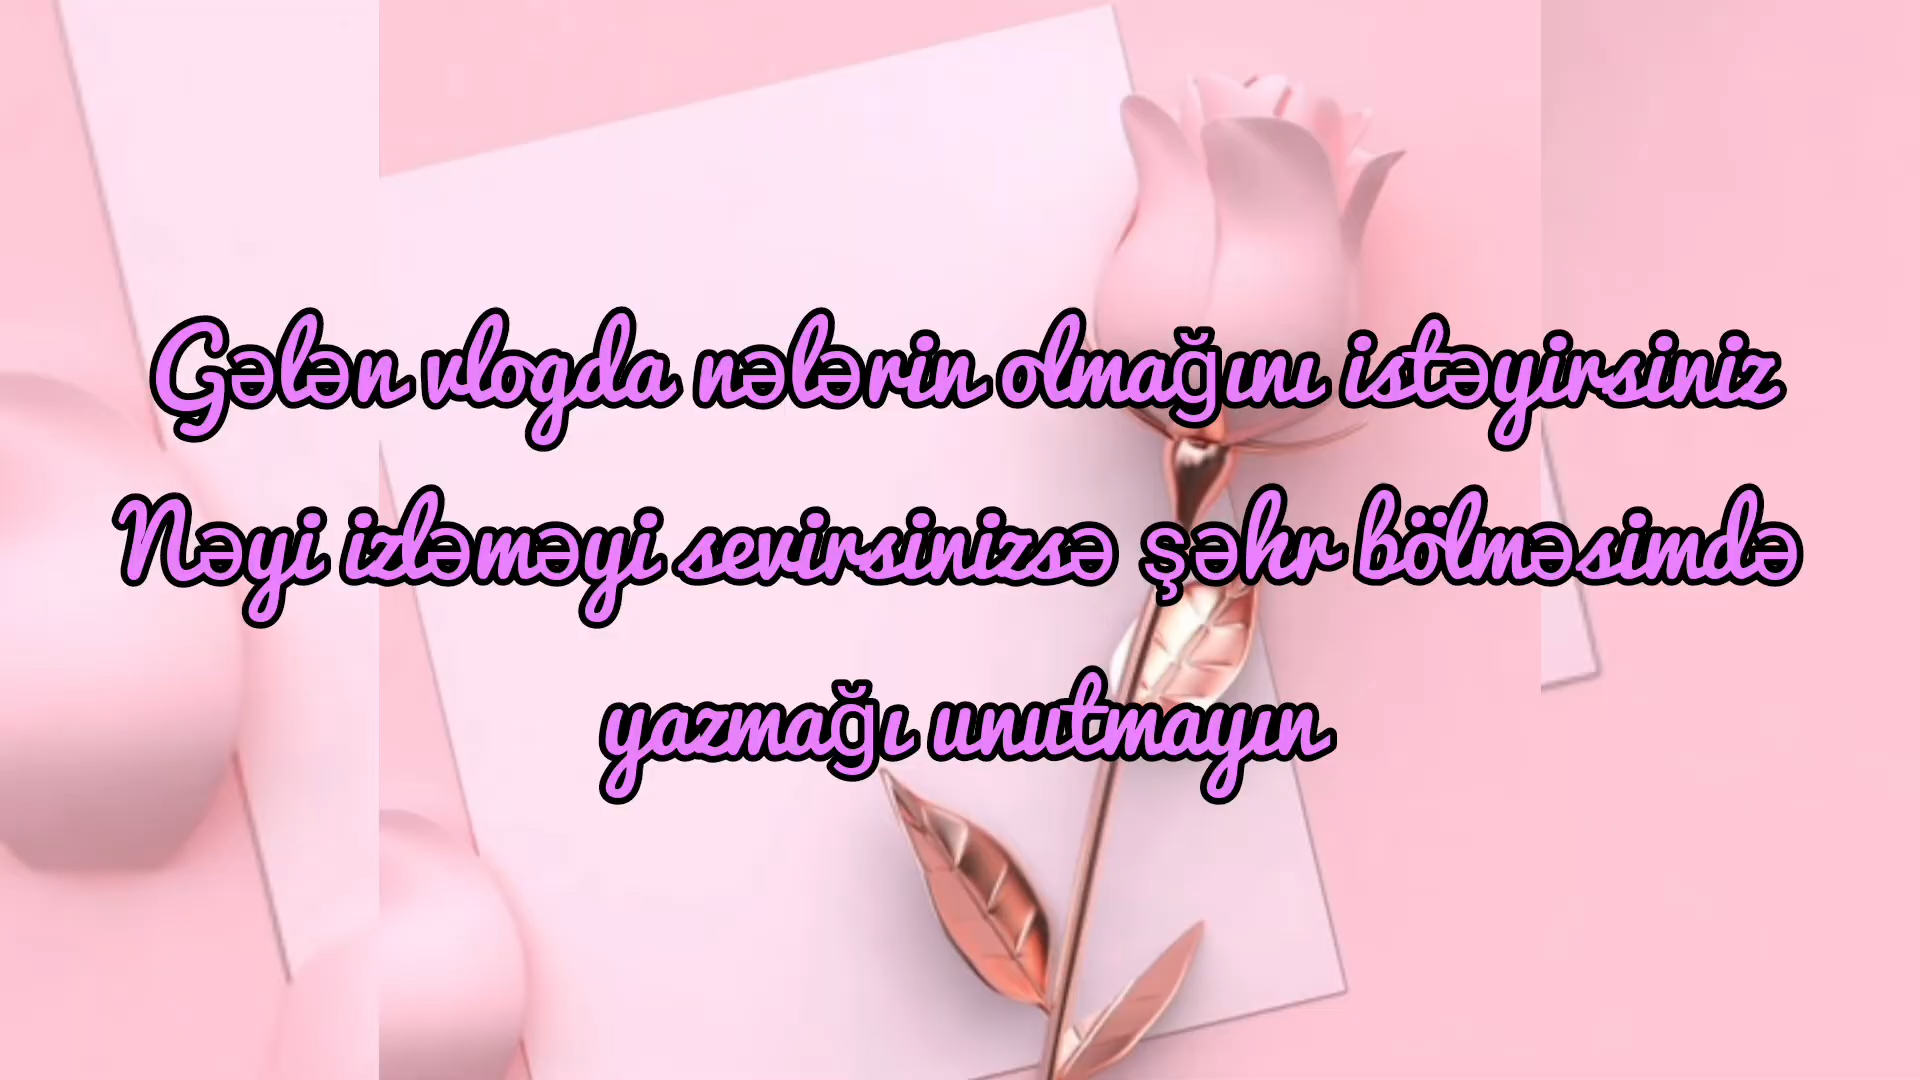 Gələn vlogda nələrin olmağını istəyirsiniz
Nəyi izləməyi sevirsinizsə şəhr bölməsimdə
yazmağı unutmayın